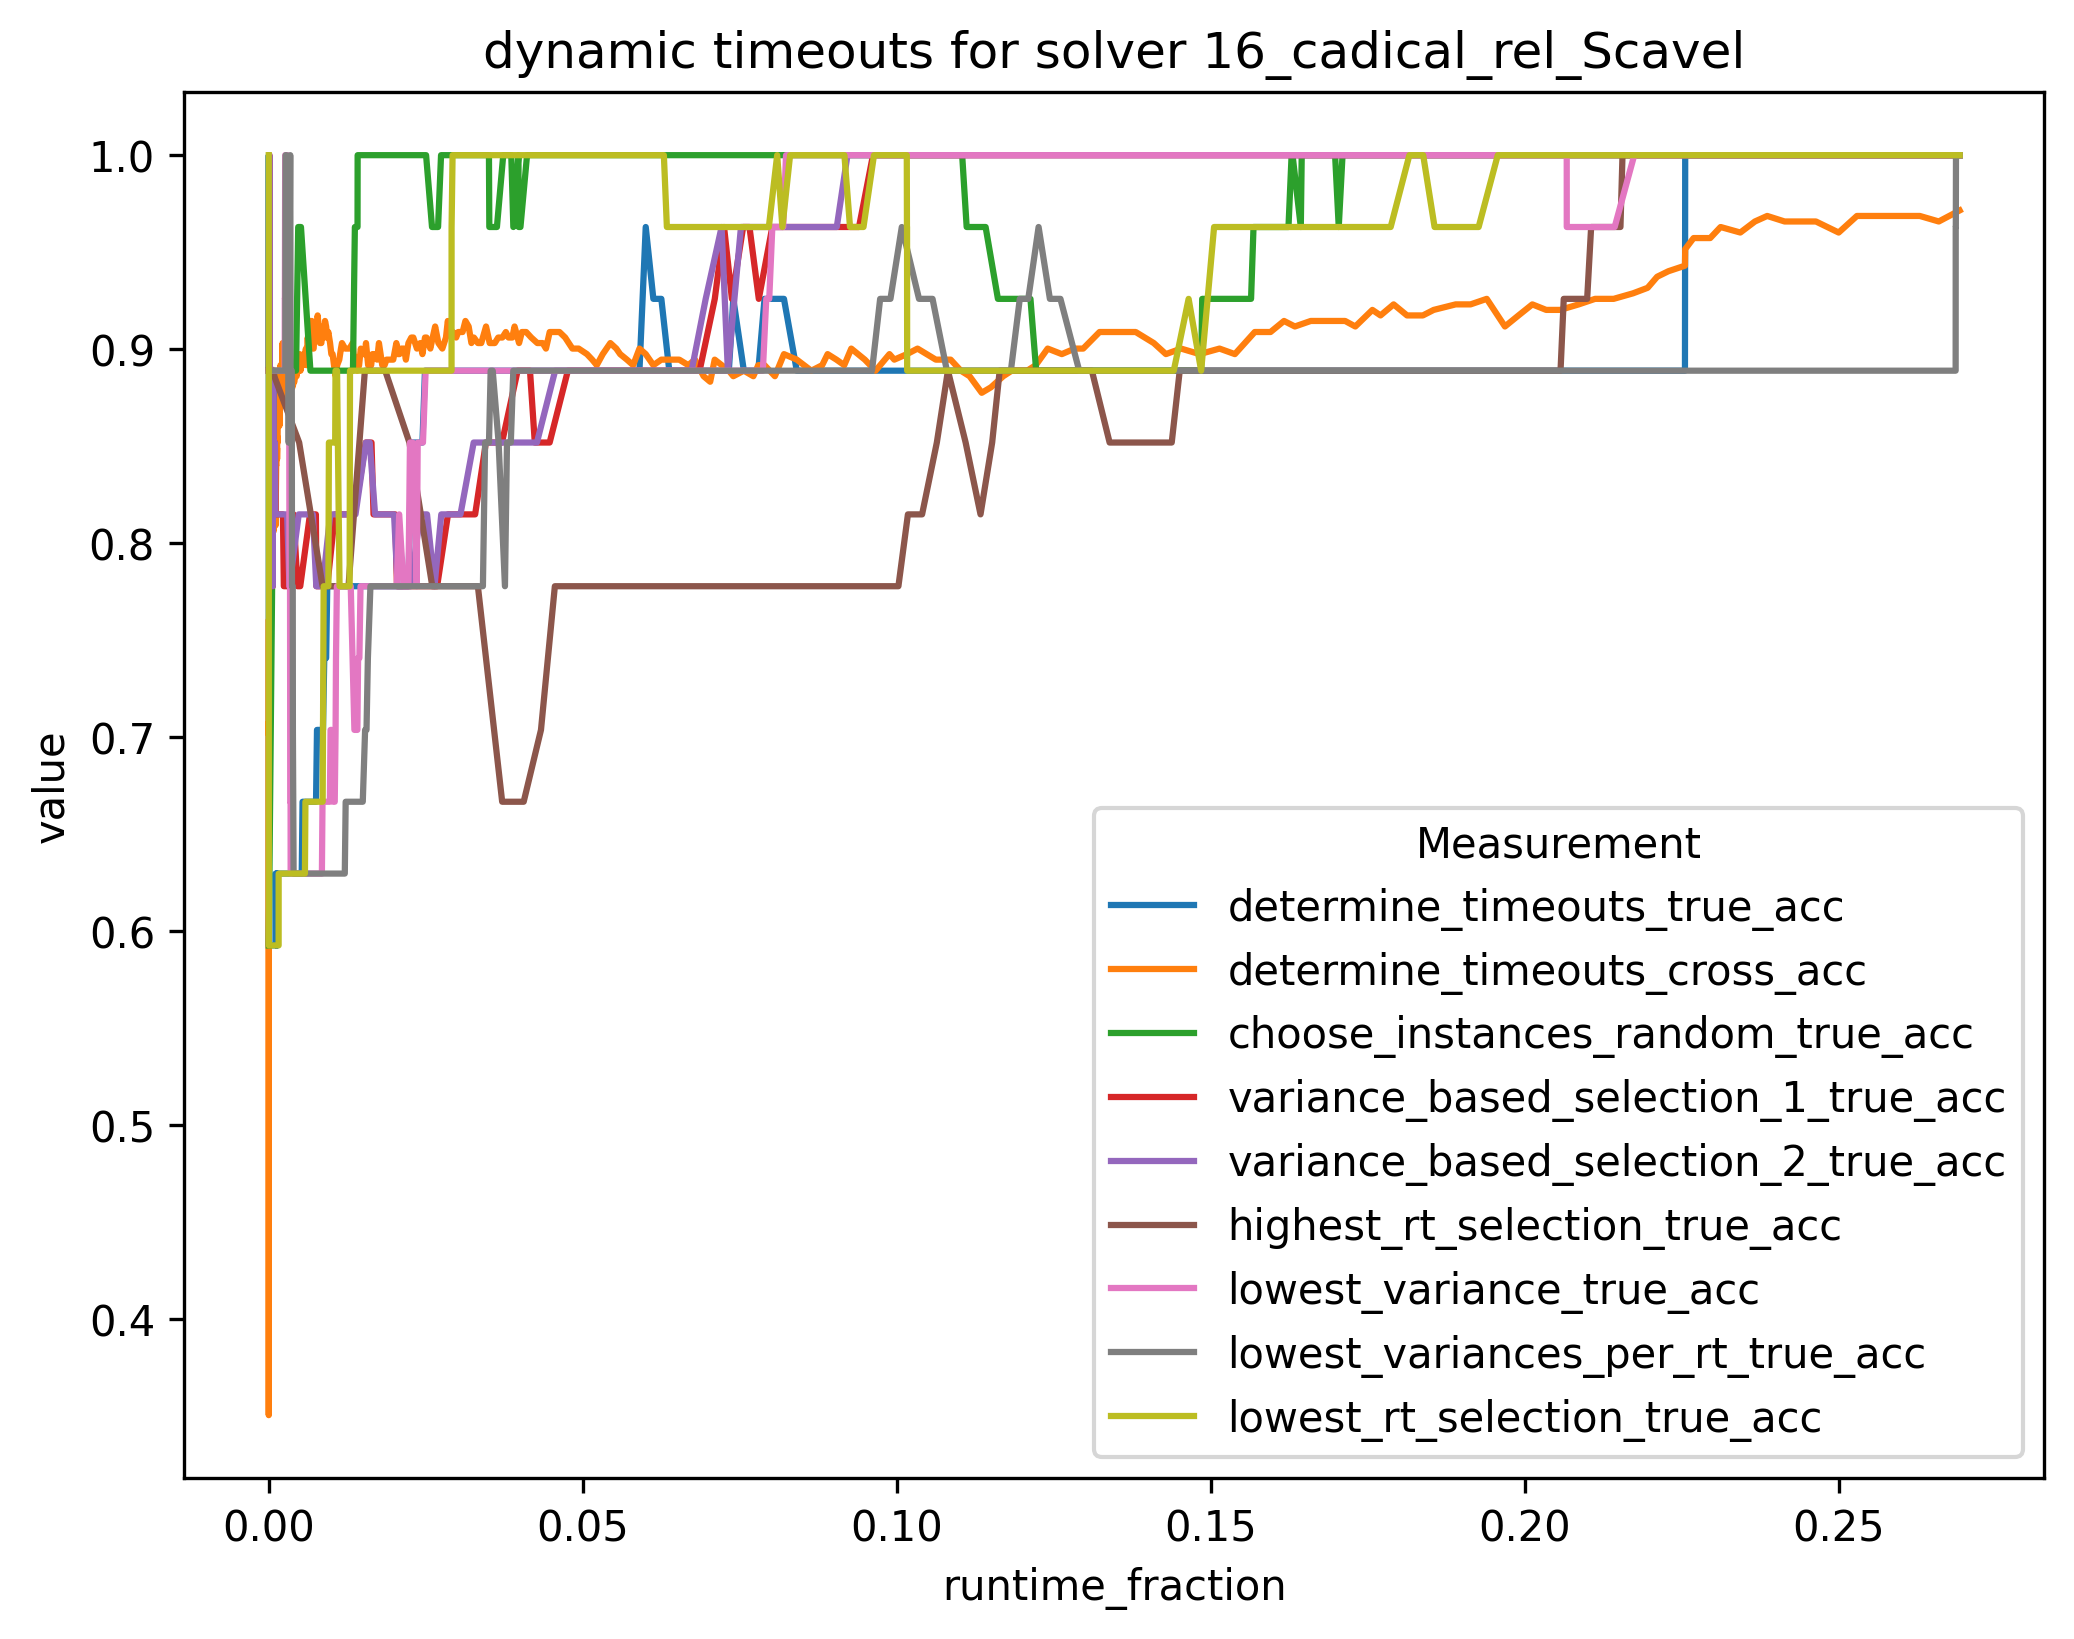 dynamic timeouts for solver 16_cadical_rel_Scavel
1.0
0.9
0.8
0.7
0.6
0.5
0.4
value
0.00
0.05
0.10
0.15
0.20
0.25
runtime_fraction
Measurement
determine_timeouts_true_acc
determine_timeouts_cross_acc
choose_instances_random_true_acc
variance_based_selection_1_true_acc
variance_based_selection_2_true_acc
highest_rt_selection_true_acc
lowest_variance_true_acc
lowest_variances_per_rt_true_acc
lowest_rt_selection_true_acc